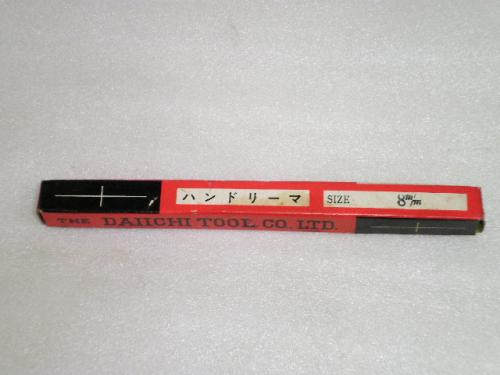 ハンドリーマ SIZE 8m/m
THE DAIICHI TOOL CO. LTD.